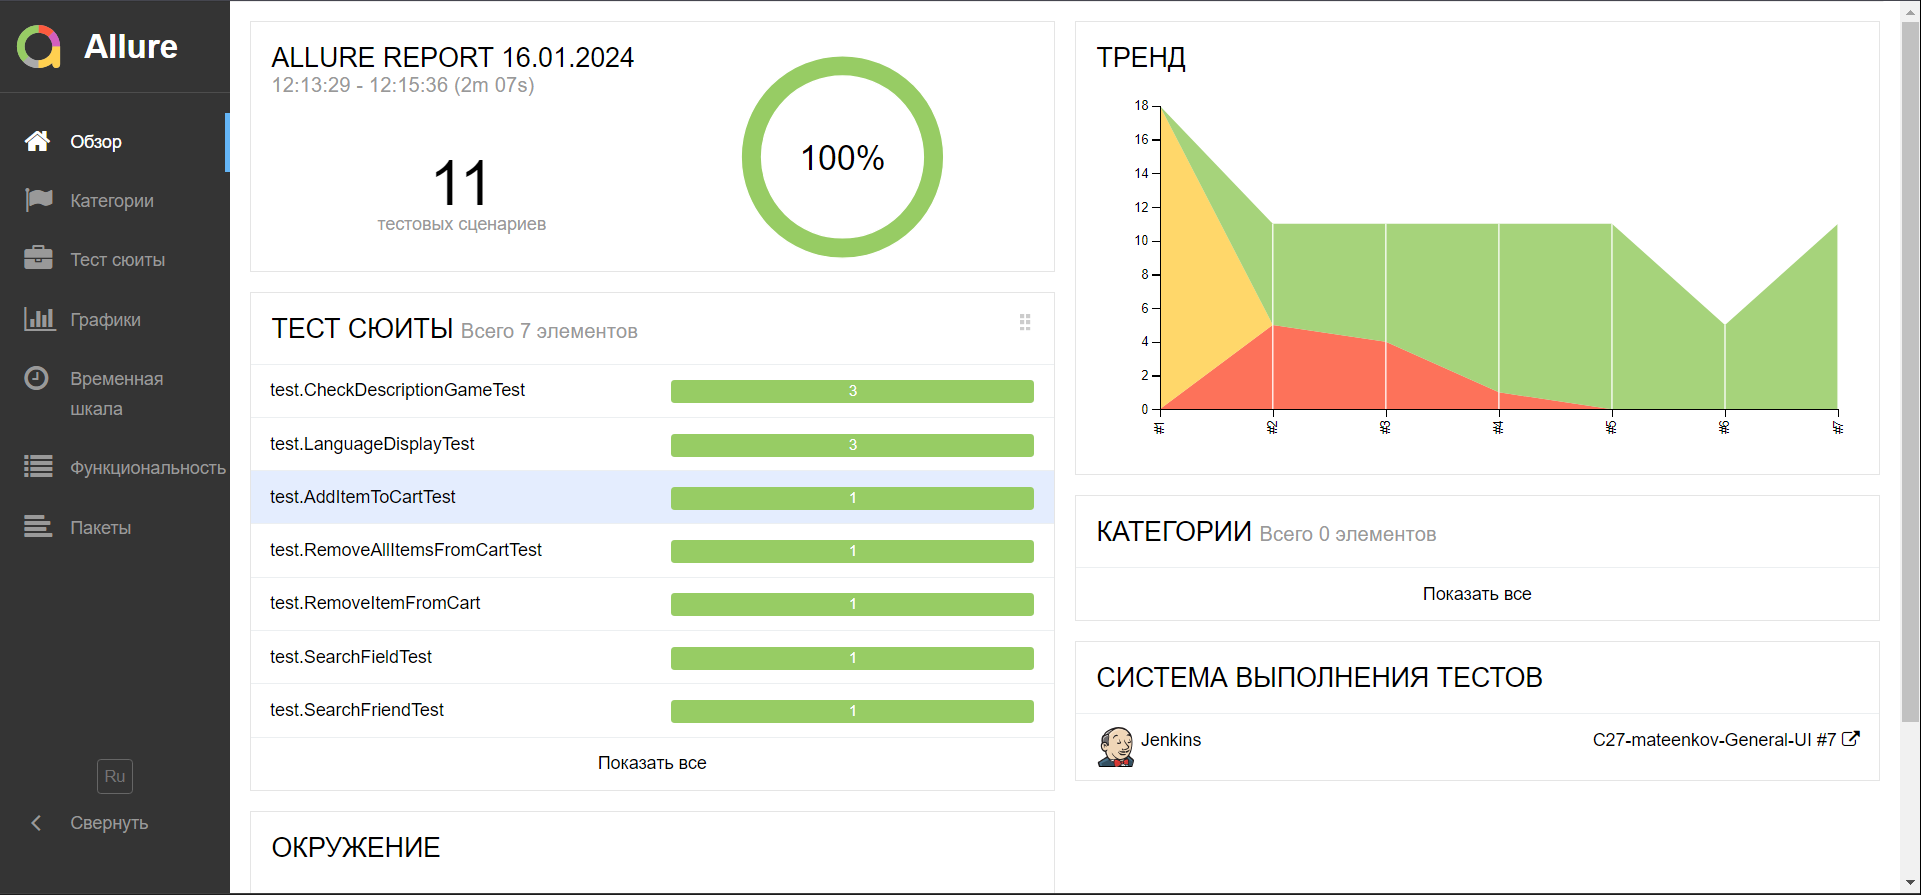 Allure
Обзор
Категории
Тест сюиты
Графики
Временная
шкала
Функциональность
Пакеты
Ru
Свернуть
ALLURE REPORT 16.01.2024
12:13:29 - 12:15:36 (2m 07s)
11
тестовых сценариев
100%
ТЕСТ СЮИТЫ Всего 7 элементов
test.CheckDescriptionGameTest 3
test.LanguageDisplayTest 3
test.AddItemToCartTest 1
test.RemoveAllItemsFromCartTest 1
test.RemoveItemFromCart 1
test.SearchFieldTest 1
test.SearchFriendTest 1
Показать все
ОКРУЖЕНИЕ
ТРЕНД
18
16
14
12
10
8
6
4
2
0
#1 #2 #3 #4 #5 #6 #7
КАТЕГОРИИ Всего 0 элементов
Показать все
СИСТЕМА ВЫПОЛНЕНИЯ ТЕСТОВ
Jenkins C27-mateenkov-General-UI #7